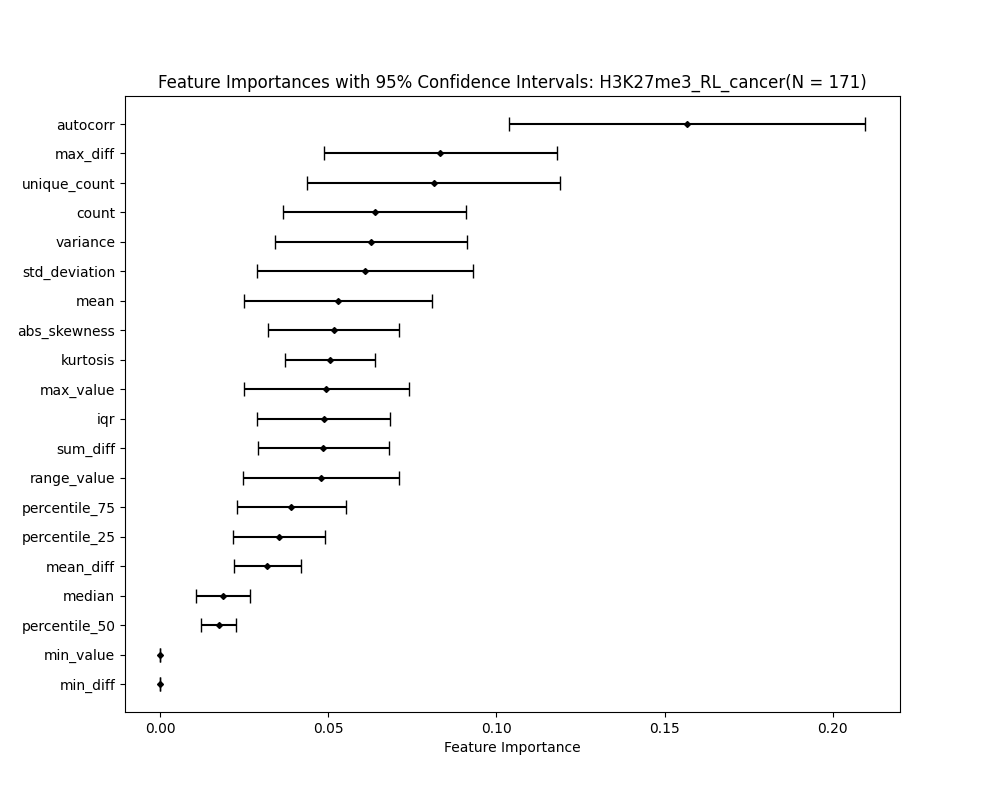 Feature Importances with 95% Confidence Intervals: H3K27me3_RL_cancer(N = 171)
autocorr
max_diff
unique_count
count
variance
std_deviation
mean
abs_skewness
kurtosis
max_value
iqr
sum_diff
range_value
percentile_75
percentile_25
mean_diff
median
percentile_50
min_value
min_diff
0.00 0.05 0.10 0.15 0.20
Feature Importance